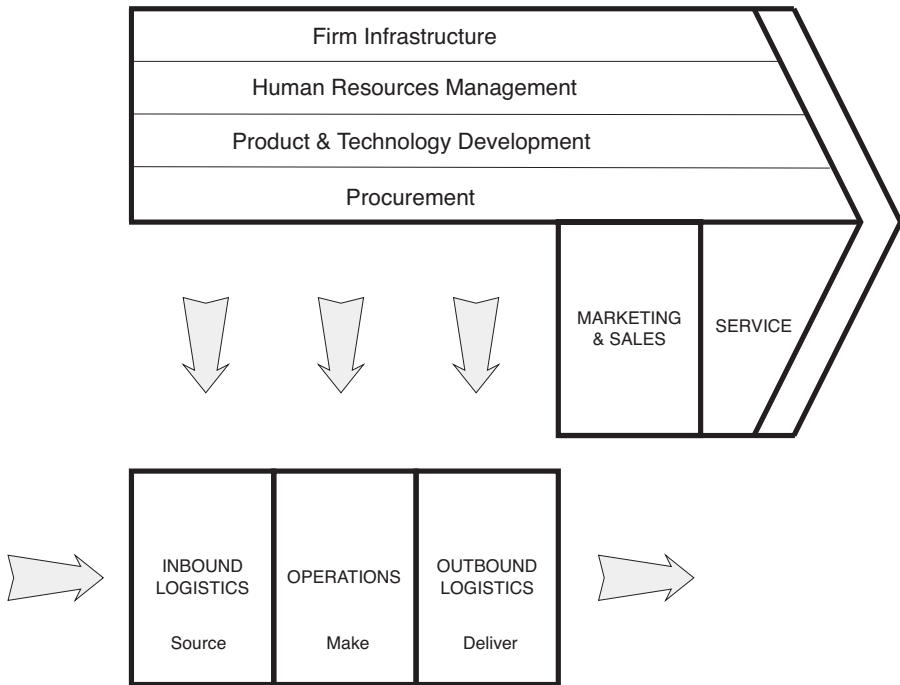 Firm Infrastructure
Human Resources Management
Product & Technology Development
Procurement
MARKETING
& SALES
SERVICE
INBOUND
LOGISTICS
OPERATIONS
OUTBOUND
LOGISTICS
Source
Make
Deliver